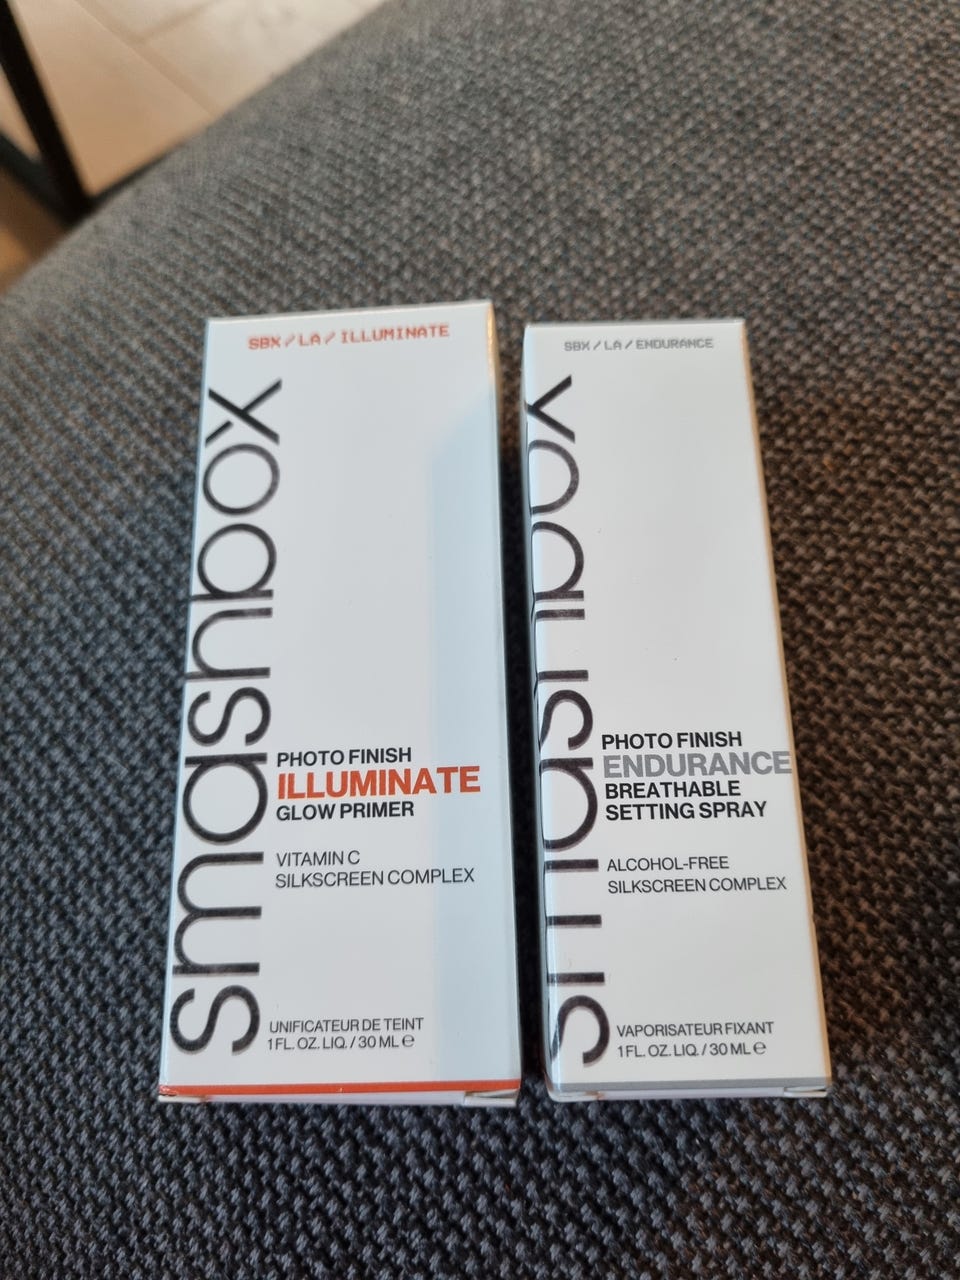 SBX/LA/ILLUMINATE
smashbox
PHOTO FINISH
ILLUMINATE
GLOW PRIMER
VITAMIN C
SILKSCREEN COMPLEX
UNIFICATEUR DE TEINT
1 FL. OZ. LIQ. / 30 ML ℮
SBX/LA/ENDURANCE
smashbox
PHOTO FINISH
ENDURANCE
BREATHABLE
SETTING SPRAY
ALCOHOL-FREE
SILKSCREEN COMPLEX
VAPORISATEUR FIXANT
1 FL. OZ. LIQ. / 30 ML ℮